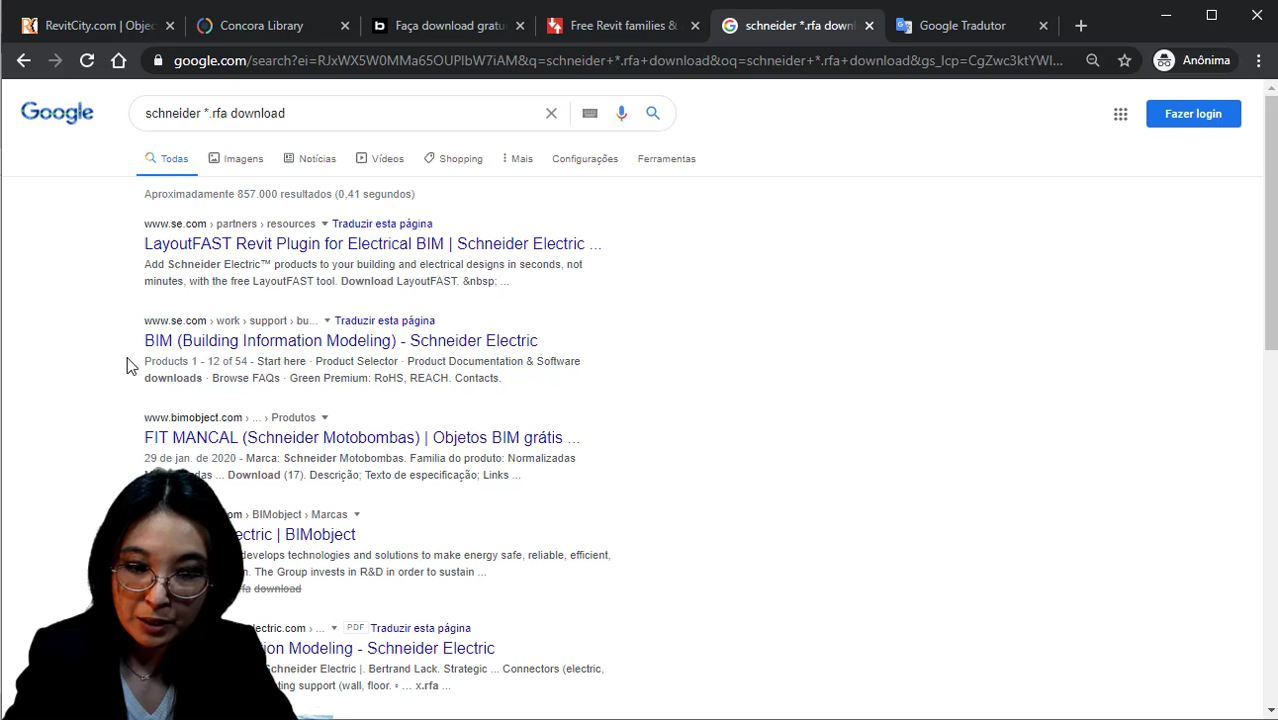 RevitCity.com | Objec
Concora Library
Faça download gratu
Free Revit families &
schneider *.rfa downl
Google Tradutor
google.com/search?ei=RJxWX5W0MMa65OUPlbW7iAM&q=schneider+*.rfa+download&oq=schneider+*.rfa+download&gs_lcp=CgZwc3ktYWI...
Anônima
Google
schneider *.rfa download
Fazer login
Todas Imagens Notícias Vídeos Shopping Mais Configurações Ferramentas
Aproximadamente 857.000 resultados (0,41 segundos)
www.se.com › partners › resources Traduzir esta página
LayoutFAST Revit Plugin for Electrical BIM | Schneider Electric ...
Add Schneider Electric™ products to your building and electrical designs in seconds, not
minutes, with the free LayoutFAST tool. Download LayoutFAST. &nbsp; ...
www.se.com › work › support › bu... Traduzir esta página
BIM (Building Information Modeling) - Schneider Electric
Products 1 - 12 of 54 - Start here · Product Selector · Product Documentation & Software
downloads · Browse FAQs · Green Premium: RoHS, REACH. Contacts.
www.bimobject.com › ... › Produtos
FIT MANCAL (Schneider Motobombas) | Objetos BIM grátis ...
29 de jan. de 2020 - Marca: Schneider Motobombas. Família do produto: Normalizadas
... Download (17). Descrição; Texto de especificação; Links ...
om › BIMobject › Marcas
ectric | BIMobject
develops technologies and solutions to make energy safe, reliable, efficient,
The Group invests in R&D in order to sustain ...
rfa download
lectric.com › ... PDF Traduzir esta página
ion Modeling - Schneider Electric
Schneider Electric |. Bertrand Lack. Strategic ... Connectors (electric,
ting support (wall, floor. ▫ ... x.rfa ...